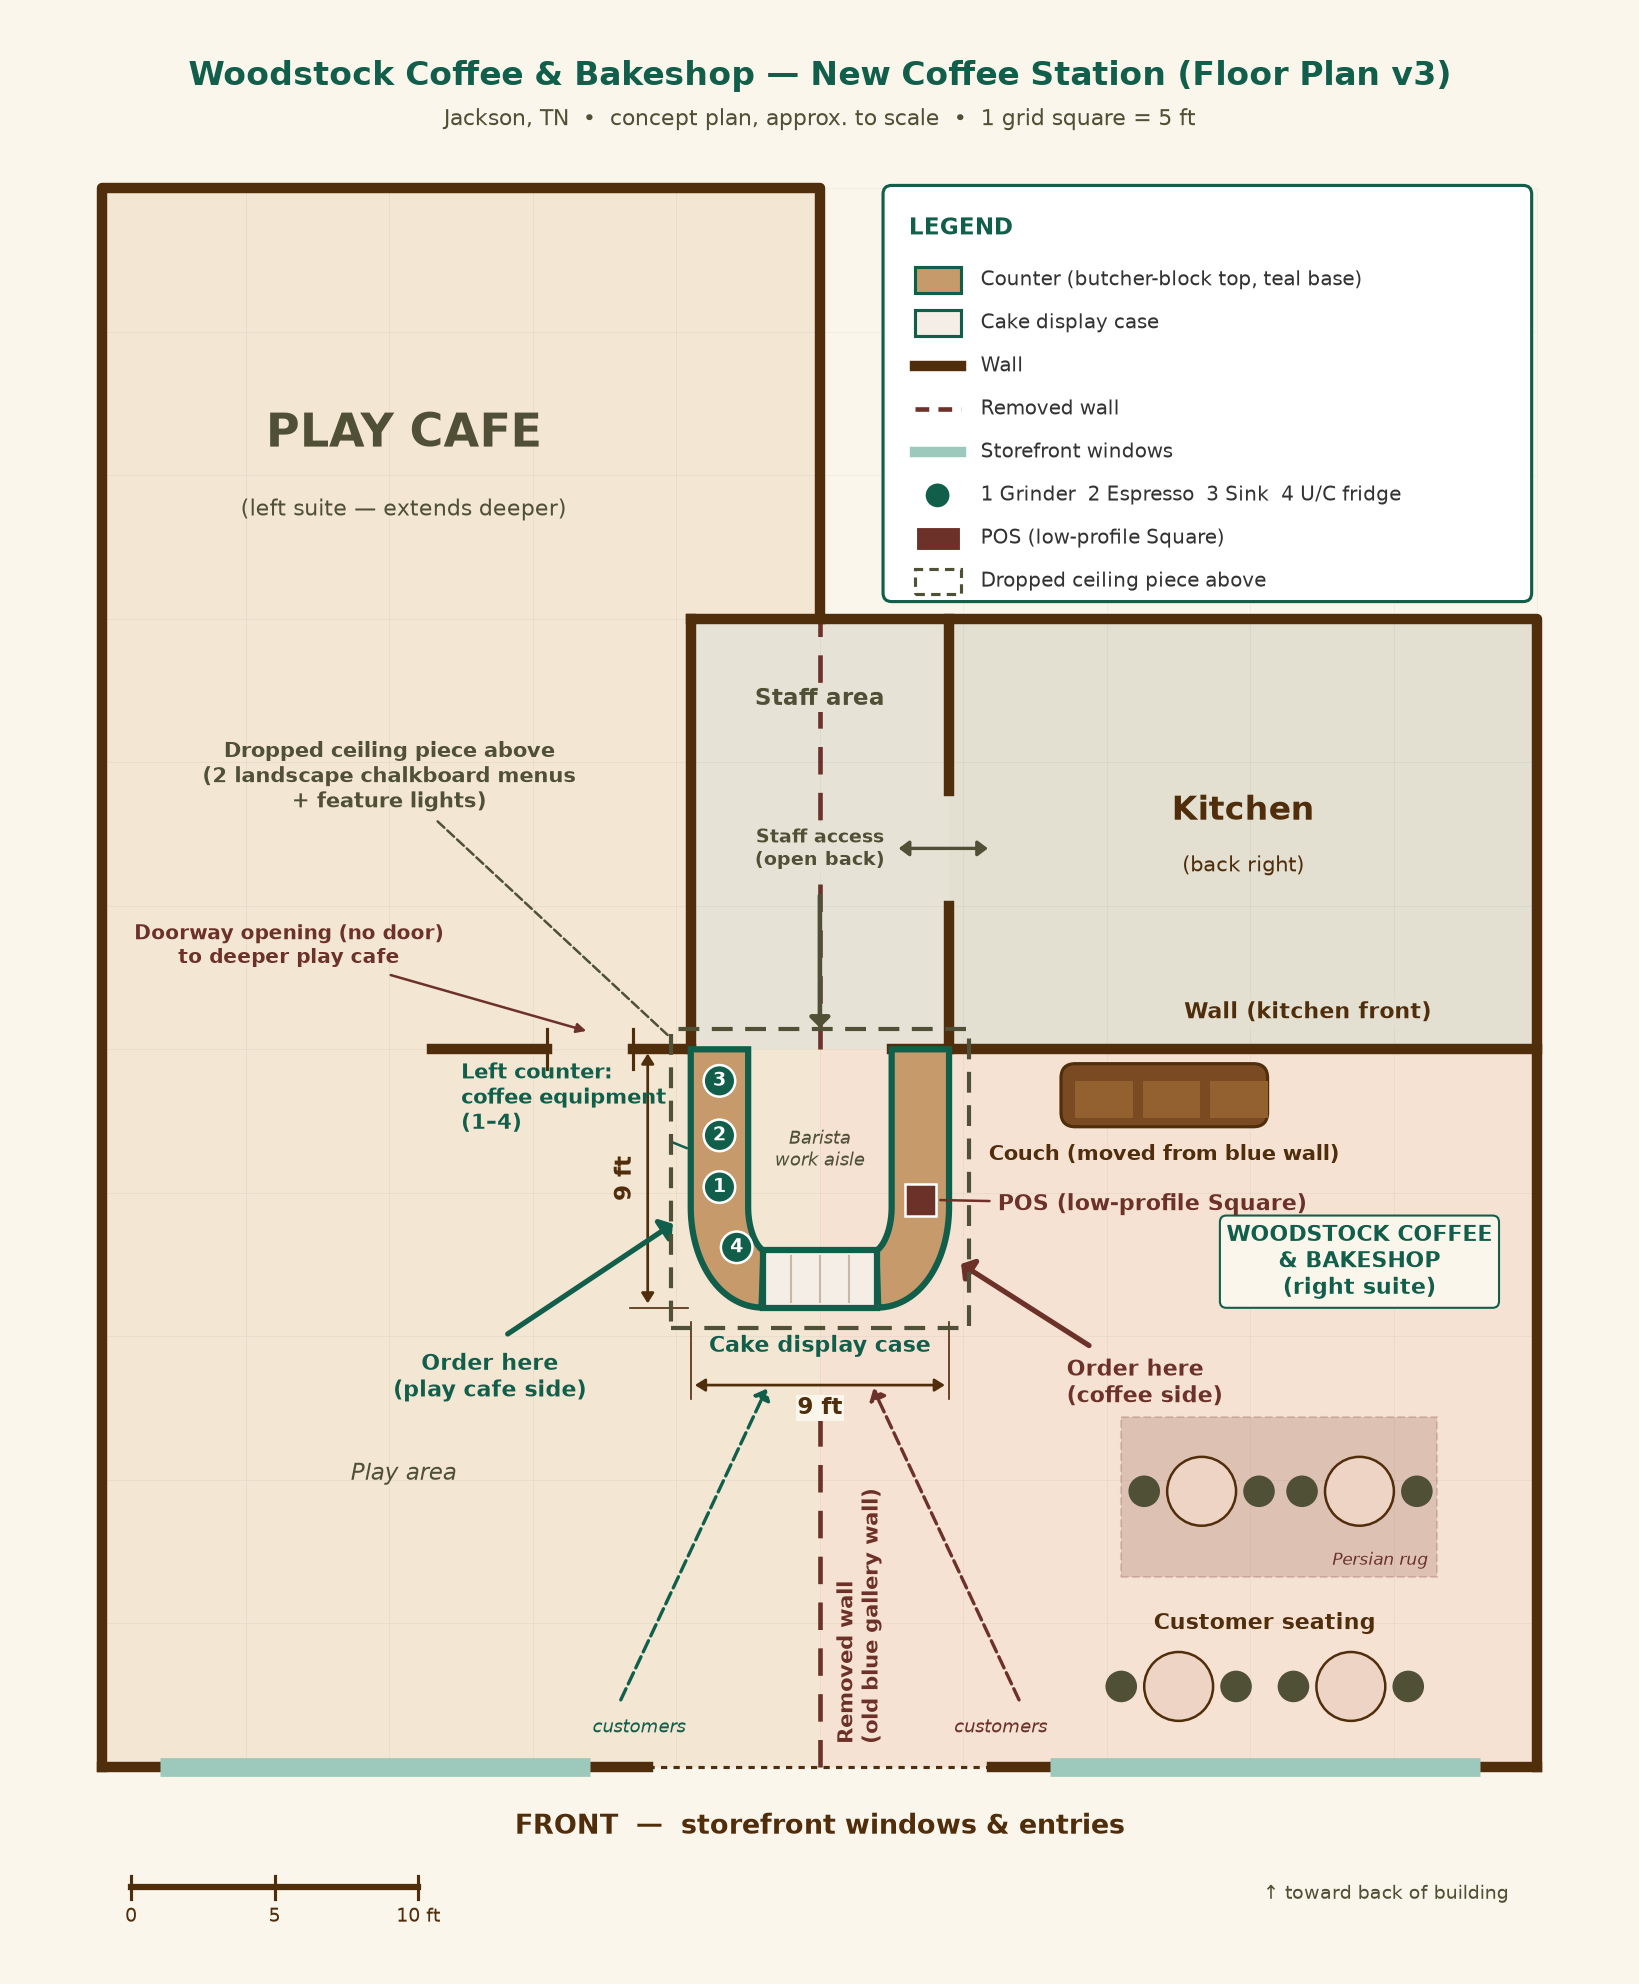 Woodstock Coffee & Bakeshop — New Coffee Station (Floor Plan v3)
Jackson, TN • concept plan, approx. to scale • 1 grid square = 5 ft
LEGEND
Counter (butcher-block top, teal base)
Cake display case
Wall
Removed wall
Storefront windows
1 Grinder 2 Espresso 3 Sink 4 U/C fridge
POS (low-profile Square)
Dropped ceiling piece above
PLAY CAFE
(left suite — extends deeper)
Staff area
Dropped ceiling piece above
(2 landscape chalkboard menus
+ feature lights)
Kitchen
(back right)
Staff access
(open back)
Doorway opening (no door)
to deeper play cafe
Wall (kitchen front)
Left counter:
coffee equipment
(1–4)
3
2
1
4
Barista
work aisle
9 ft
Couch (moved from blue wall)
POS (low-profile Square)
WOODSTOCK COFFEE
& BAKESHOP
(right suite)
Cake display case
Order here
(play cafe side)
Order here
(coffee side)
9 ft
Play area
Removed wall
(old blue gallery wall)
Persian rug
Customer seating
customers
customers
FRONT — storefront windows & entries
0
5
10 ft
↑ toward back of building